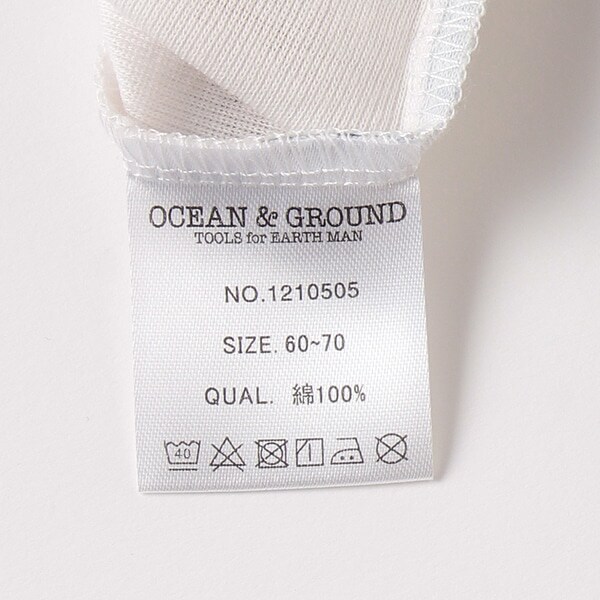 OCEAN & GROUND
TOOLS for EARTH MAN
NO.1210505
SIZE. 60~70
QUAL. 綿100%
40